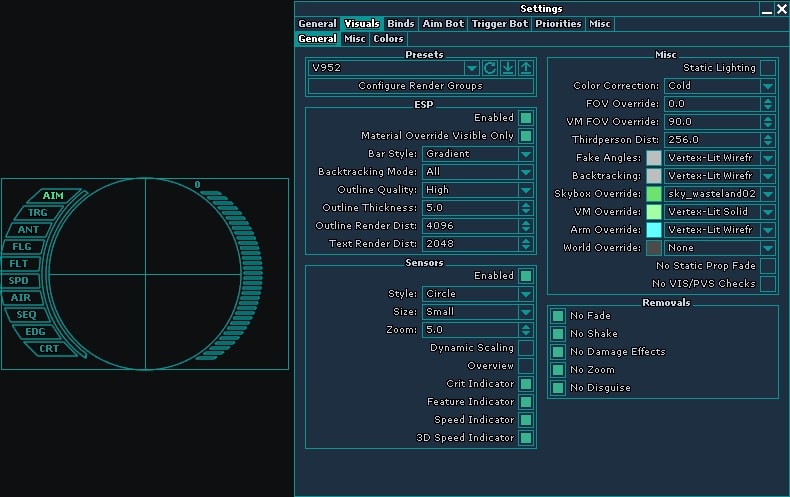 Settings
General Visuals Binds Aim Bot Trigger Bot Priorities Misc
General Misc Colors
Presets
V952
Configure Render Groups
ESP
Enabled
Material Override Visible Only
Bar Style: Gradient
Backtracking Mode: All
Outline Quality: High
Outline Thickness: 5.0
Outline Render Dist: 4096
Text Render Dist: 2048
Sensors
Enabled
Style: Circle
Size: Small
Zoom: 5.0
Dynamic Scaling
Overview
Crit Indicator
Feature Indicator
Speed Indicator
3D Speed Indicator
Misc
Static Lighting
Color Correction: Cold
FOV Override: 0.0
VM FOV Override: 90.0
Thirdperson Dist: 256.0
Fake Angles: Vertex-Lit Wirefr
Backtracking: Vertex-Lit Wirefr
Skybox Override: sky_wasteland02
VM Override: Vertex-Lit Solid
Arm Override: Vertex-Lit Wirefr
World Override: None
No Static Prop Fade
No VIS/PVS Checks
Removals
No Fade
No Shake
No Damage Effects
No Zoom
No Disguise
0
AIM
TRG
ANT
FLG
FLT
SPD
AIR
SEQ
EDG
CRT